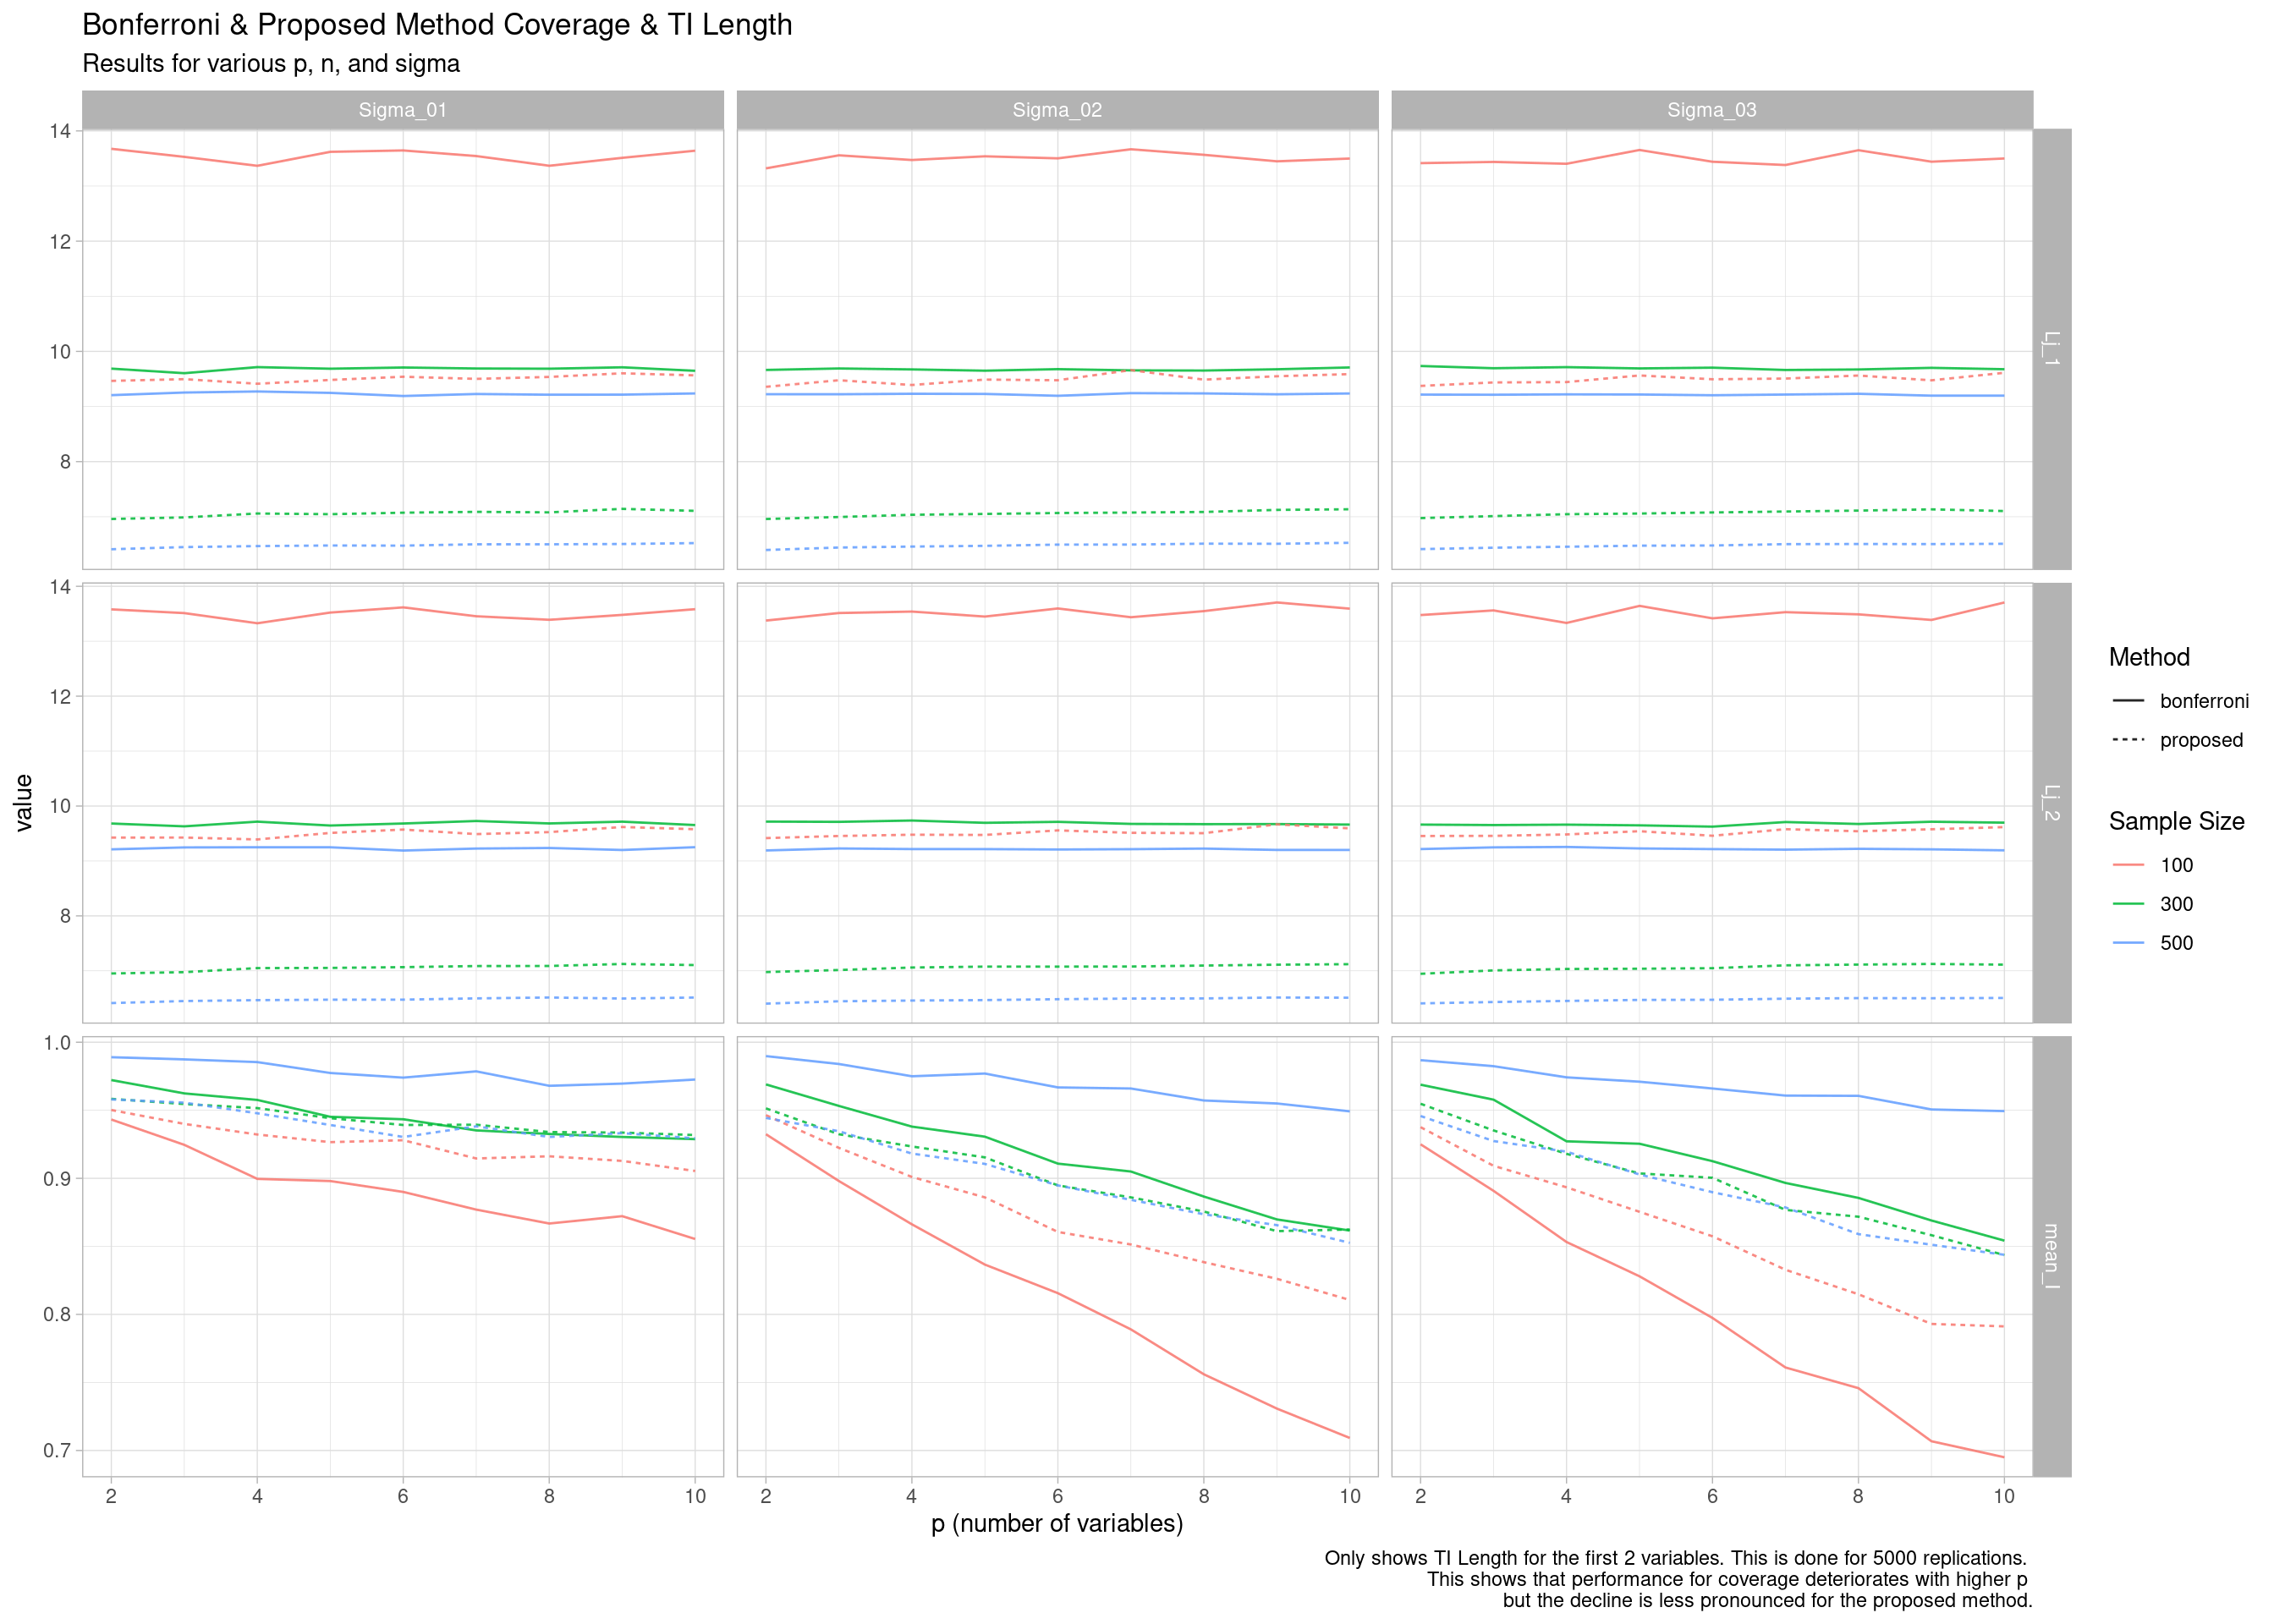 Bonferroni & Proposed Method Coverage & TI Length
Results for various p, n, and sigma
Sigma_01
Sigma_02
Sigma_03
14
12
10
8
Lj_1
14
12
10
8
Lj_2
1.0
0.9
0.8
0.7
mean_I
value
2 4 6 8 10
2 4 6 8 10
2 4 6 8 10
p (number of variables)
Method
bonferroni
proposed
Sample Size
100
300
500
Only shows TI Length for the first 2 variables. This is done for 5000 replications.
This shows that performance for coverage deteriorates with higher p
but the decline is less pronounced for the proposed method.